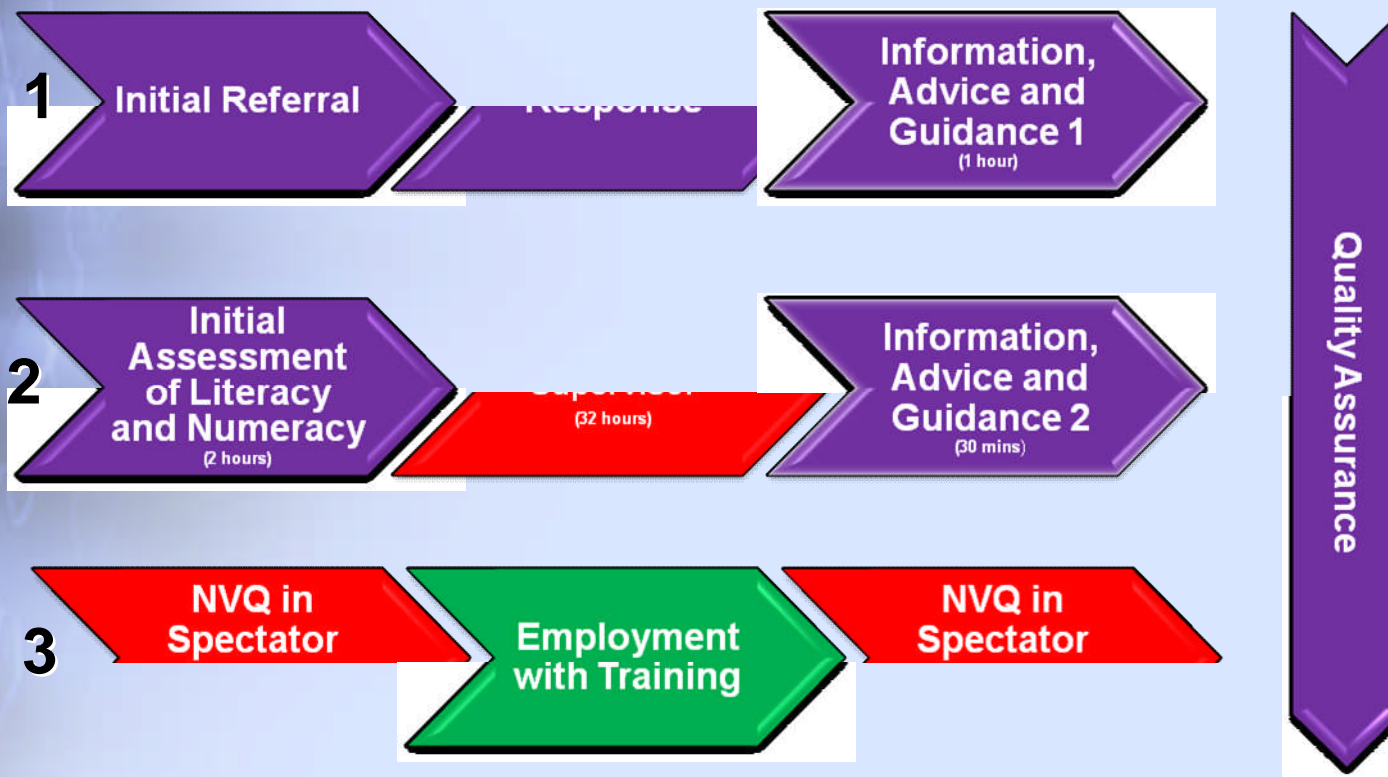 1
Initial Referral
Response
Information,
Advice and
Guidance 1
(1 hour)
2
Initial
Assessment
of Literacy
and Numeracy
(2 hours)
Supervisor
(32 hours)
Information,
Advice and
Guidance 2
(30 mins)
3
NVQ in
Spectator
Employment
with Training
NVQ in
Spectator
Quality Assurance